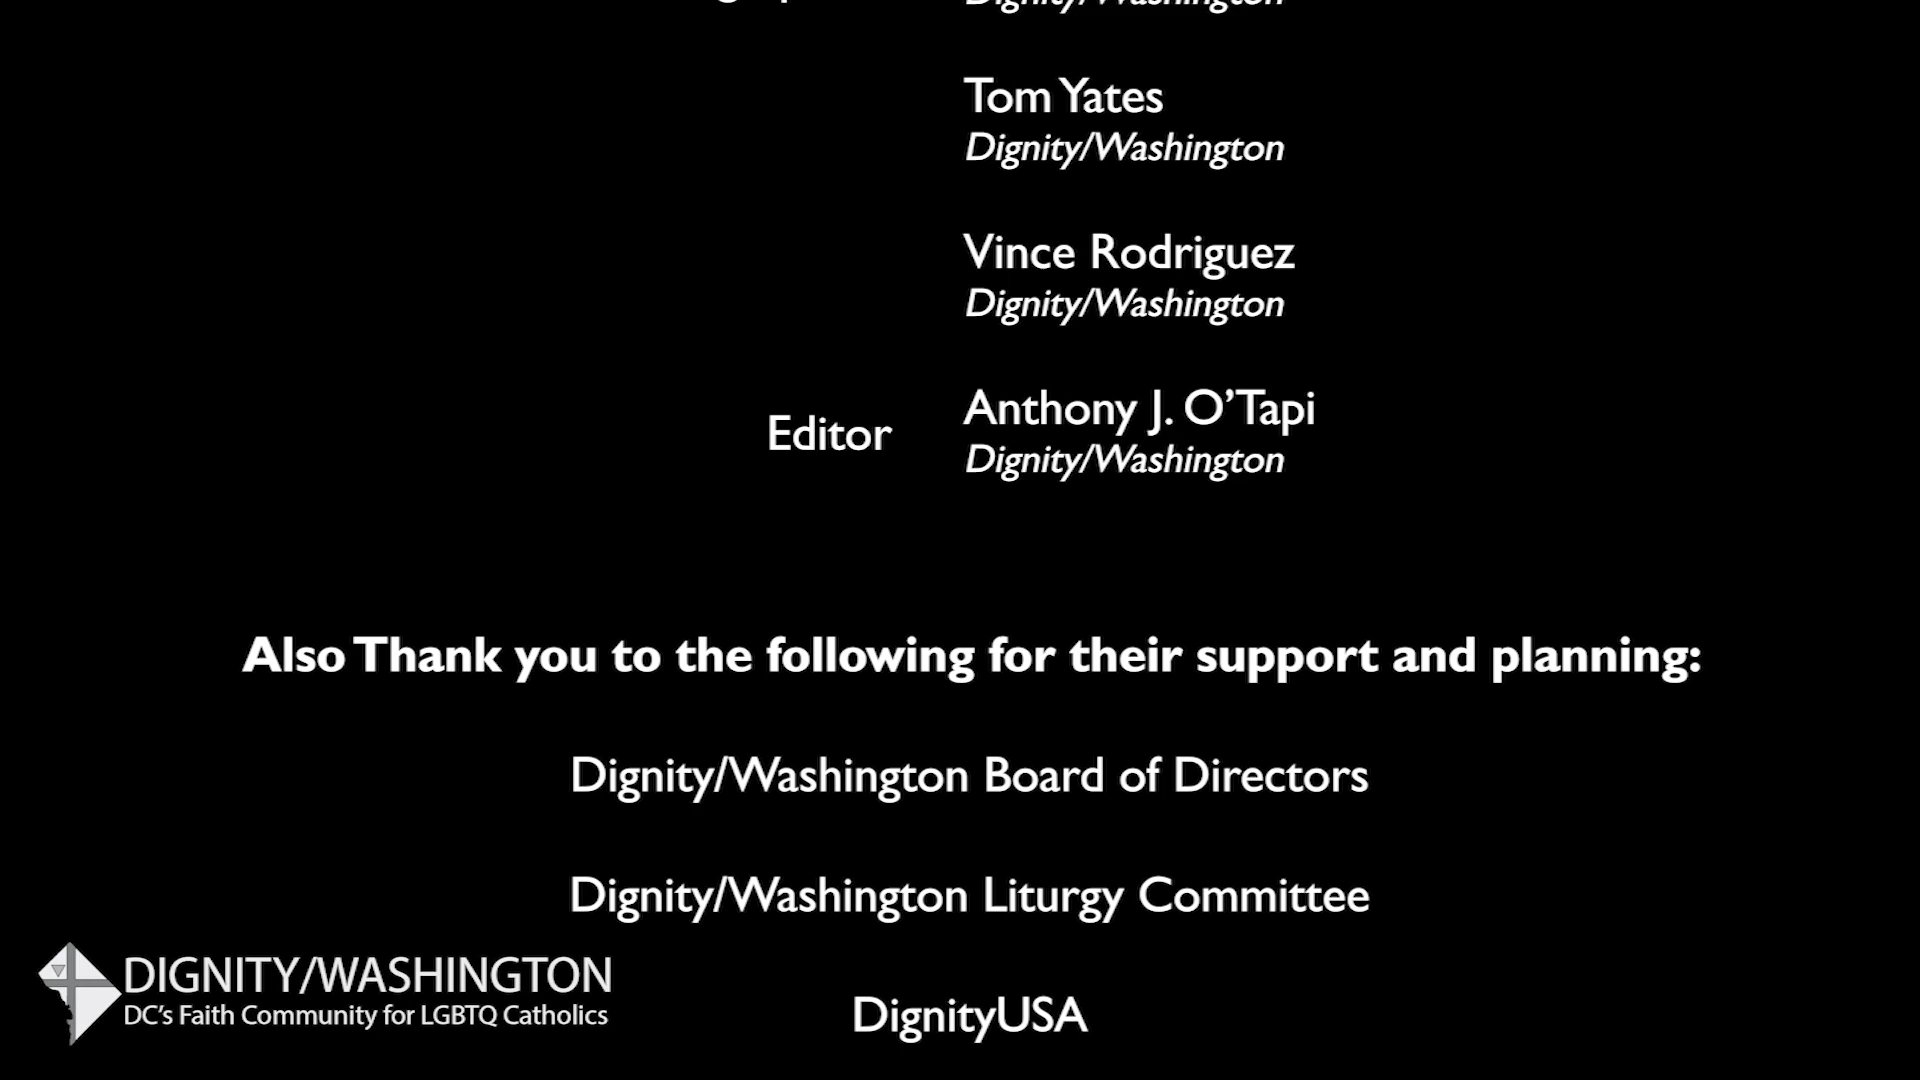 Dignity/Washington
Tom Yates
Dignity/Washington
Vince Rodriguez
Dignity/Washington
Editor
Anthony J. O’Tapi
Dignity/Washington
Also Thank you to the following for their support and planning:
Dignity/Washington Board of Directors
Dignity/Washington Liturgy Committee
DignityUSA
DIGNITY/WASHINGTON
DC’s Faith Community for LGBTQ Catholics